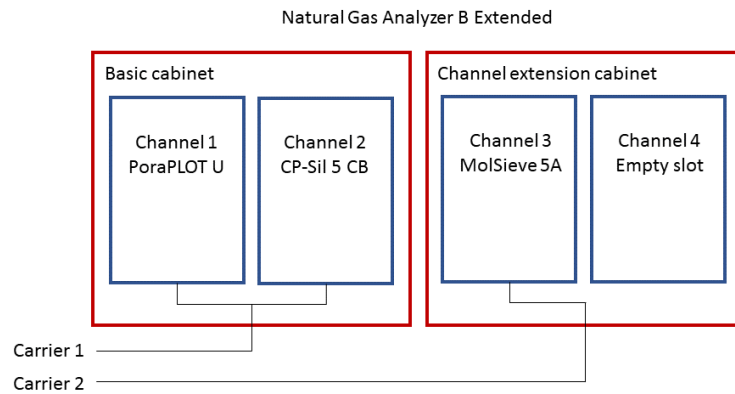 Natural Gas Analyzer B Extended
Basic cabinet
Channel 1
PoraPLOT U
Channel 2
CP-Sil 5 CB
Channel extension cabinet
Channel 3
MolSieve 5A
Channel 4
Empty slot
Carrier 1
Carrier 2